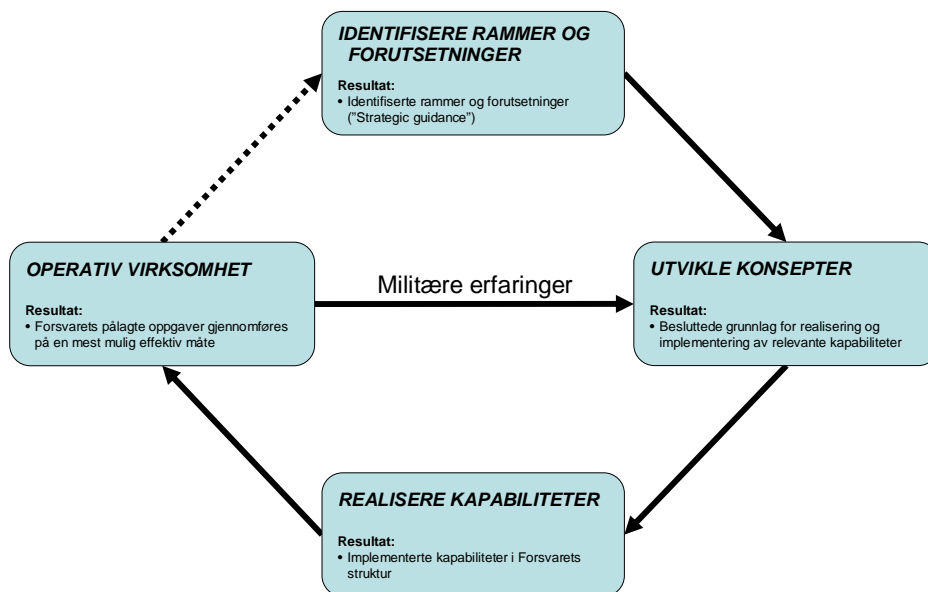 IDENTIFISERE RAMMER OG
FORUTSETNINGER
Resultat:
• Identifiserte rammer og forutsetninger
("Strategic guidance")
OPERATIV VIRKSOMHET
Resultat:
• Forsvarets pålagte oppgaver gjennomføres
på en mest mulig effektiv måte
Militære erfaringer
UTVIKLE KONSEPTER
Resultat:
• Besluttede grunnlag for realisering og
implementering av relevante kapabiliteter
REALISERE KAPABILITETER
Resultat:
• Implementerte kapabiliteter i Forsvarets
struktur